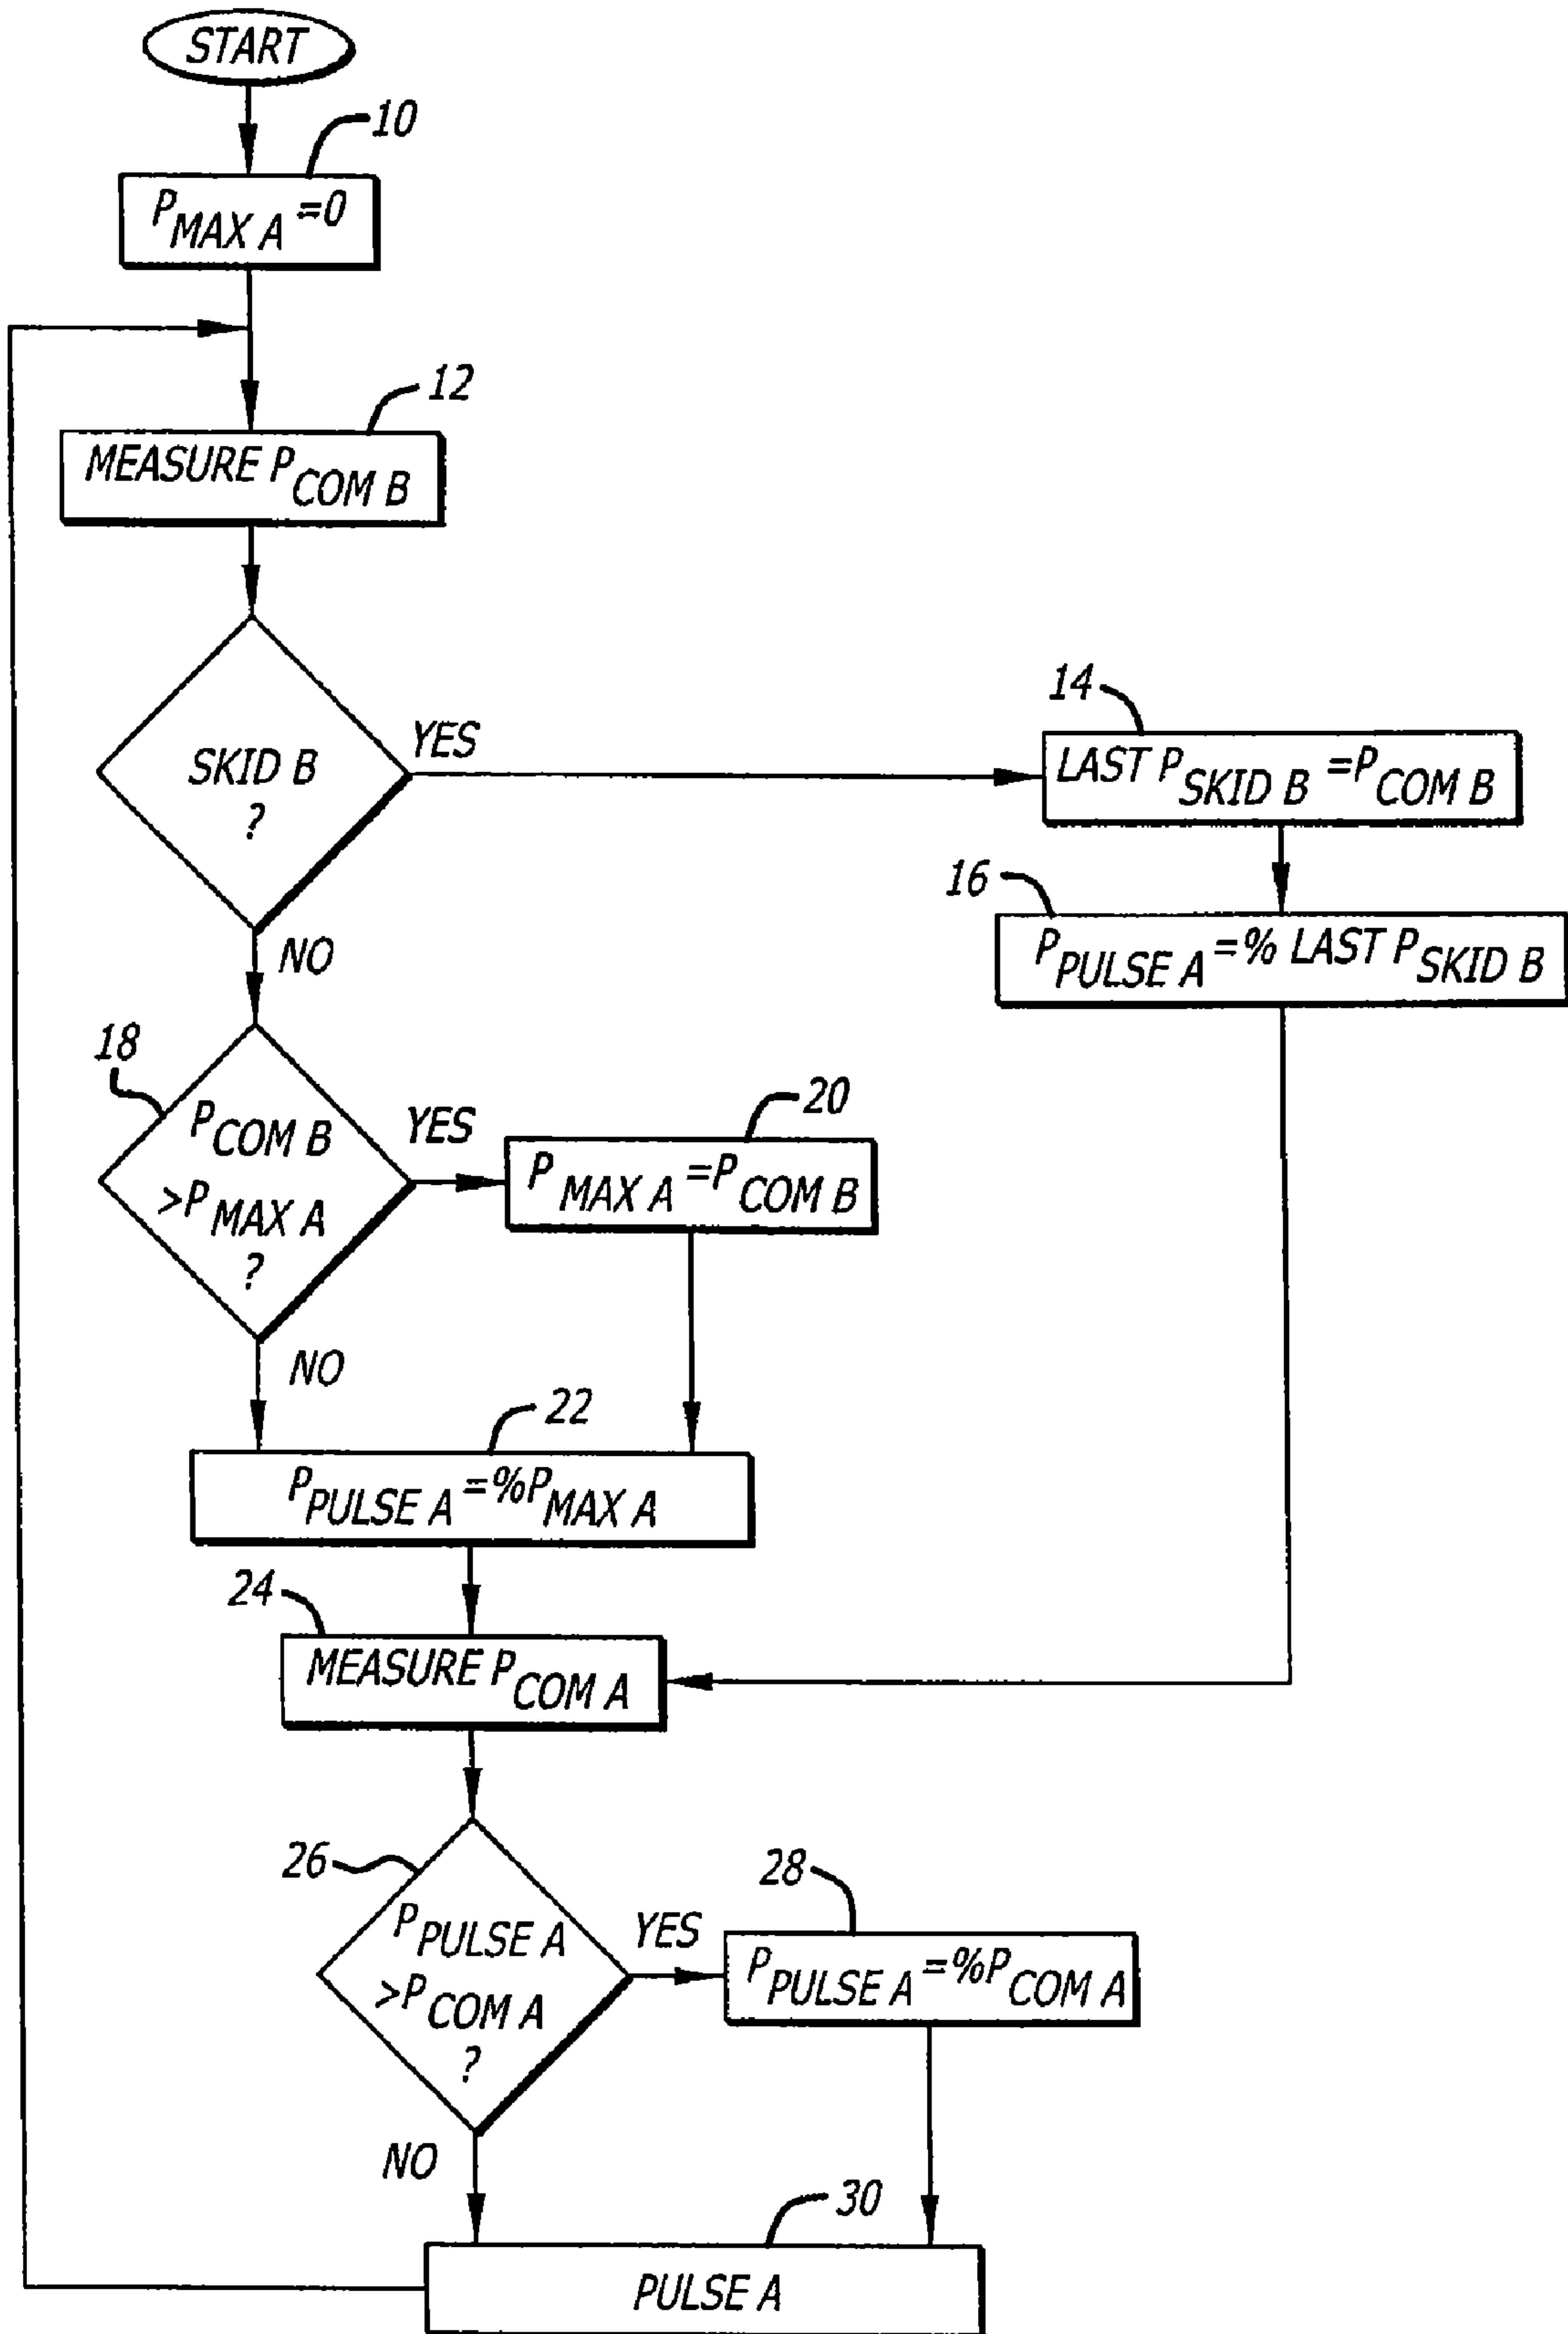 START
10
P MAX A =0
12
MEASURE P COM B
SKID B
?
YES
14
LAST P SKID B =P COM B
16
P PULSE A =% LAST P SKID B
NO
18
P COM B
>P MAX A
?
YES
20
P MAX A =P COM B
NO
22
P PULSE A =%P MAX A
24
MEASURE P COM A
26
P PULSE A
>P COM A
?
YES
28
P PULSE A =%P COM A
NO
30
PULSE A